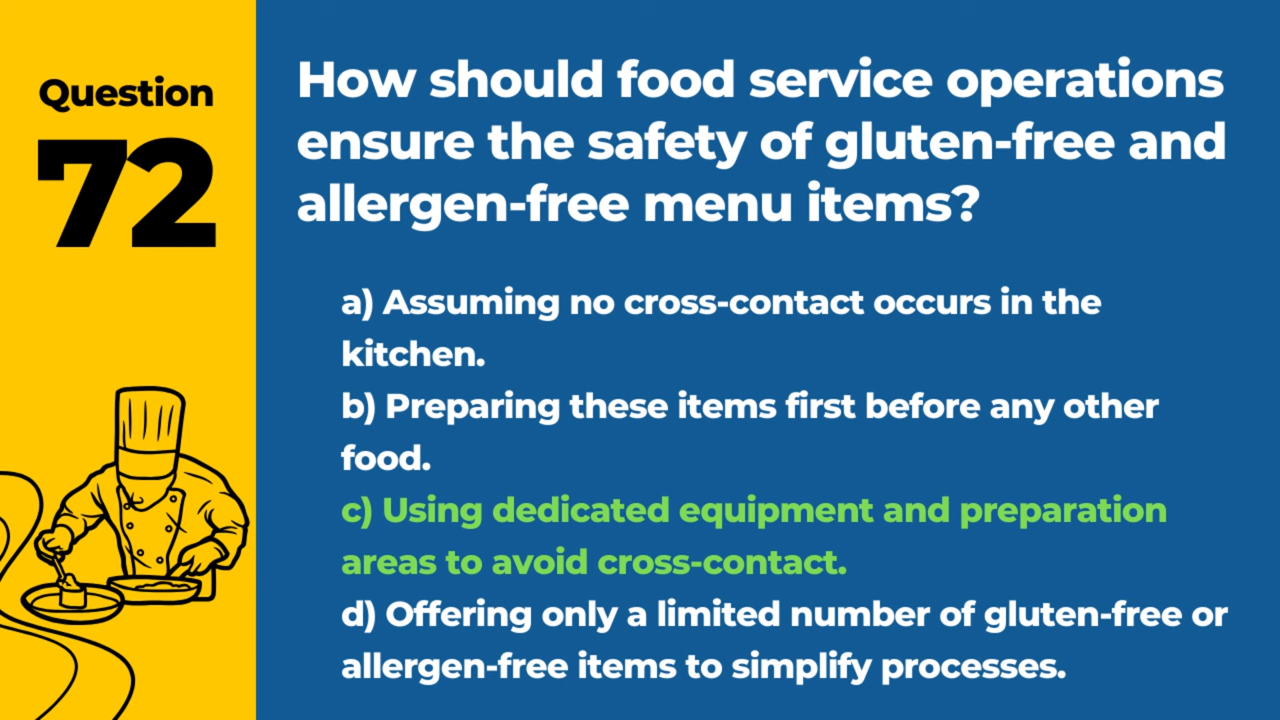 Question
72
How should food service operations
ensure the safety of gluten-free and
allergen-free menu items?
a) Assuming no cross-contact occurs in the
kitchen.
b) Preparing these items first before any other
food.
c) Using dedicated equipment and preparation
areas to avoid cross-contact.
d) Offering only a limited number of gluten-free or
allergen-free items to simplify processes.